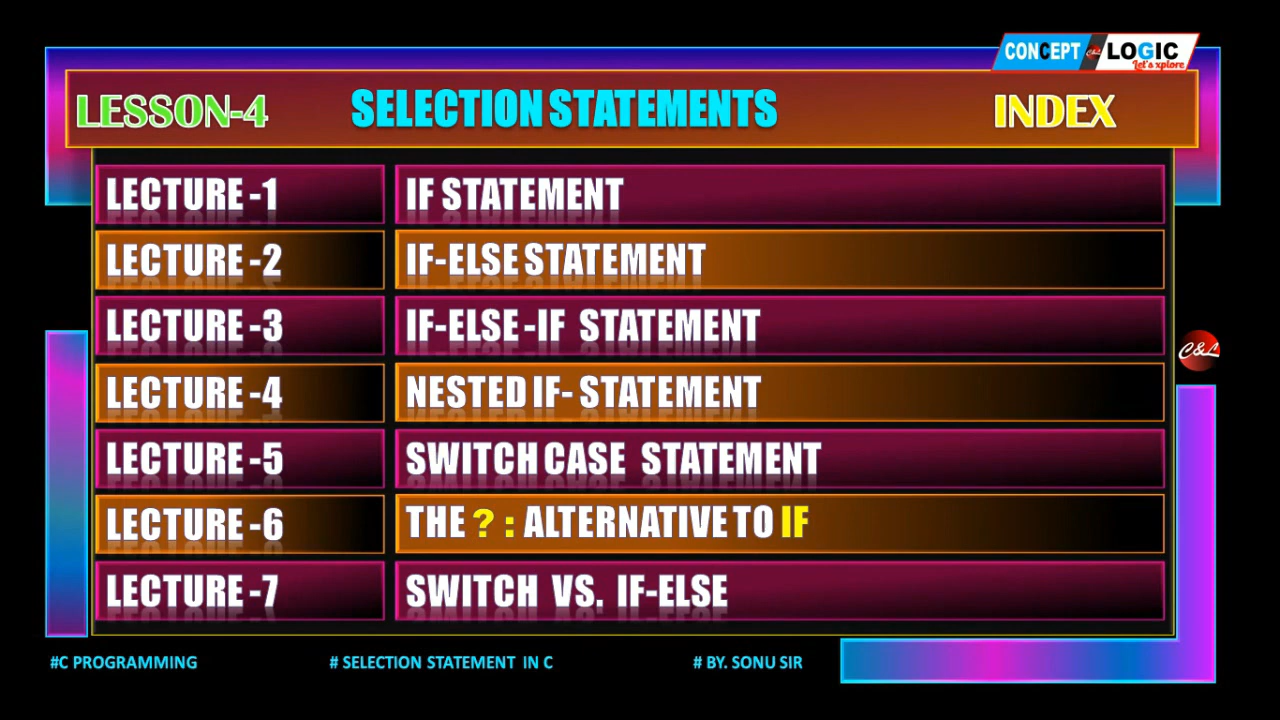 CONCEPT C&L LOGIC
Let's xplore
LESSON-4 SELECTION STATEMENTS INDEX
LECTURE -1 IF STATEMENT
LECTURE -2 IF-ELSE STATEMENT
LECTURE -3 IF-ELSE -IF STATEMENT
LECTURE -4 NESTED IF- STATEMENT
C&L
LECTURE -5 SWITCH CASE STATEMENT
LECTURE -6 THE ? : ALTERNATIVE TO IF
LECTURE -7 SWITCH VS. IF-ELSE
#C PROGRAMMING # SELECTION STATEMENT IN C # BY. SONU SIR